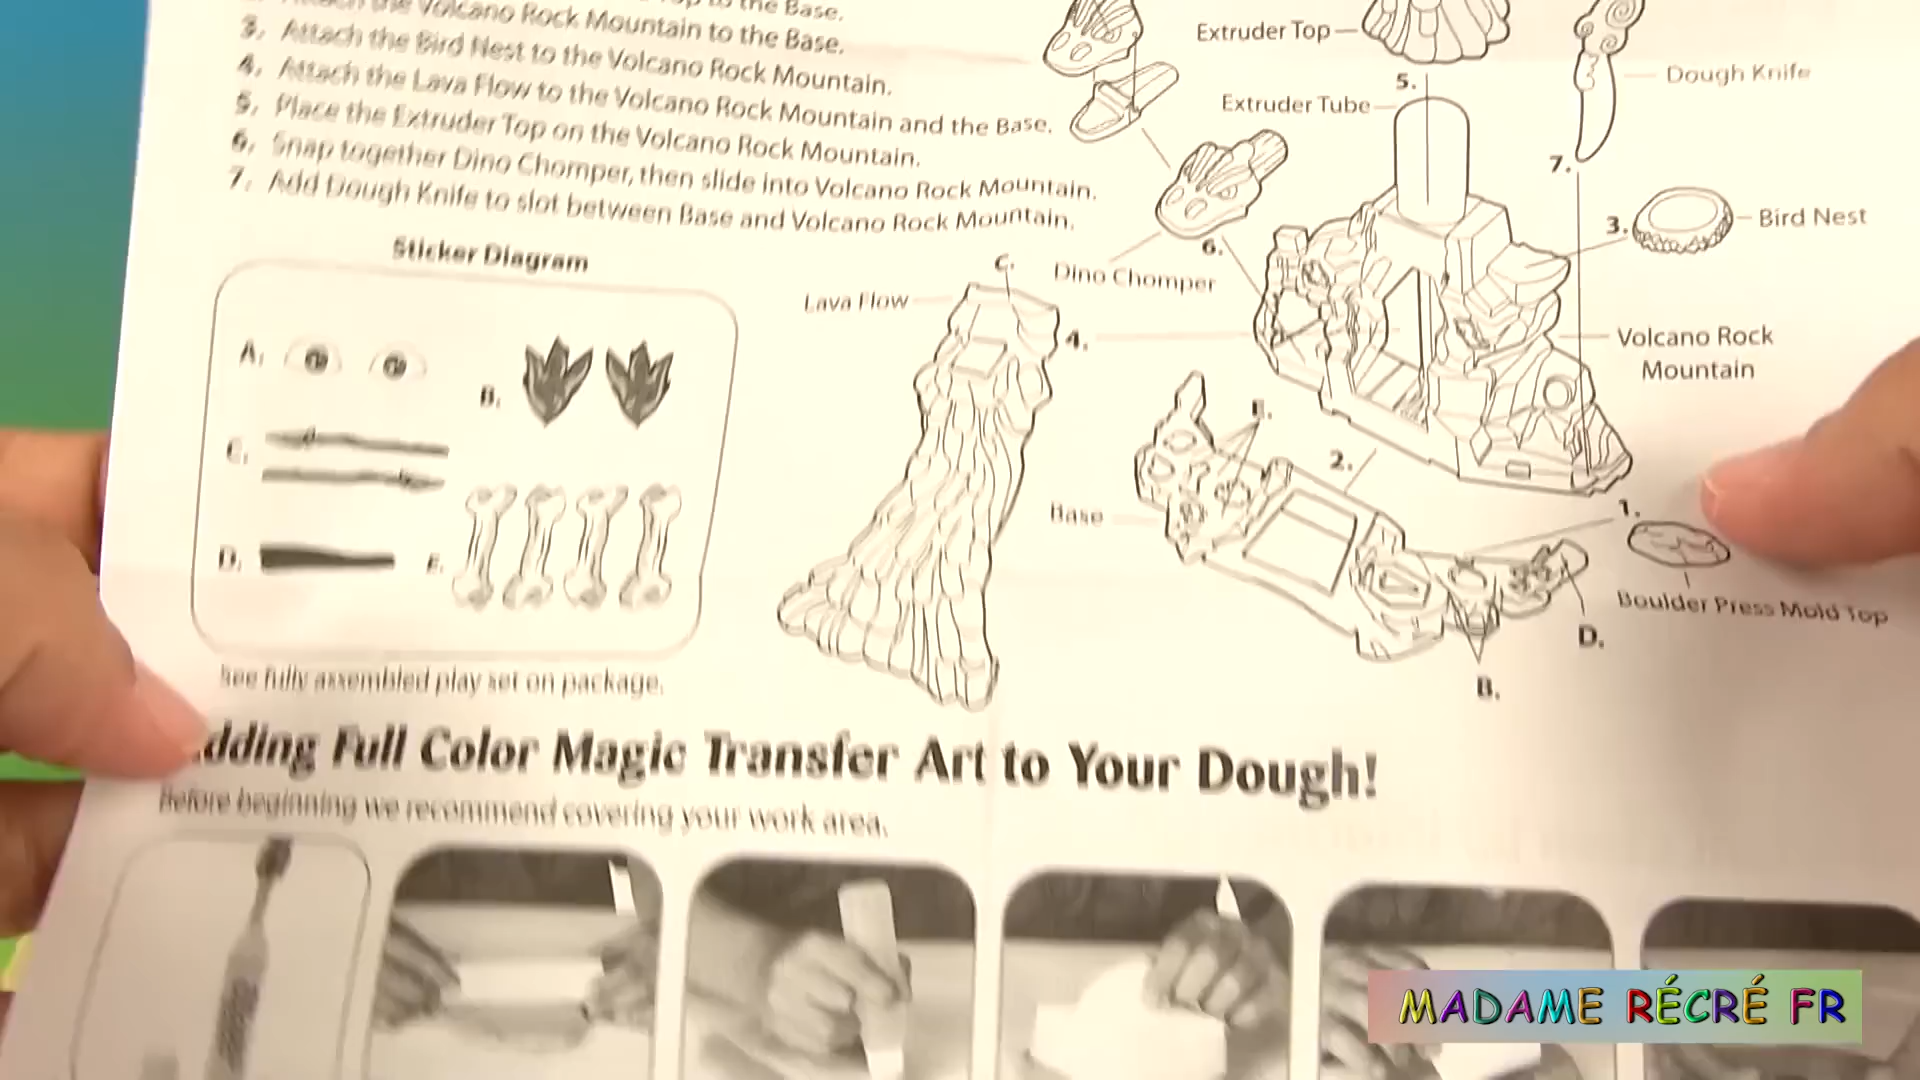 the Base.
the Volcano Rock Mountain to the Base.
3. Attach the Bird Nest to the Volcano Rock Mountain.
4. Attach the Lava Flow to the Volcano Rock Mountain and the Base.
5. Place the Extruder Top on the Volcano Rock Mountain.
6. Snap together Dino Chomper, then slide into Volcano Rock Mountain.
7. Add Dough Knife to slot between Base and Volcano Rock Mountain.
Extruder Top
5.
Dough Knife
Extruder Tube
7.
3.
Bird Nest
6.
Dino Chomper
Sticker Diagram
C.
Lava Flow
4.
Volcano Rock
Mountain
A.
B.
C.
D.
E.
E.
2.
Base
1.
Boulder Press Mold Top
D.
B.
See fully assembled play set on package.
dding Full Color Magic Transfer Art to Your Dough!
Before beginning we recommend covering your work area.
MADAME RÉCRÉ FR